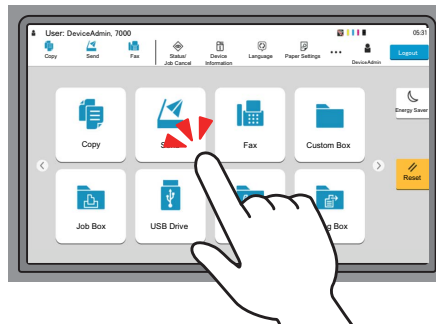 User: DeviceAdmin, 7000
05:31
Copy
Send
Fax
Status/
Job Cancel
Device
Information
Language
Paper Settings
DeviceAdmin
Logout
Energy Saver
Copy
Fax
Custom Box
Reset
Job Box
USB Drive
Box